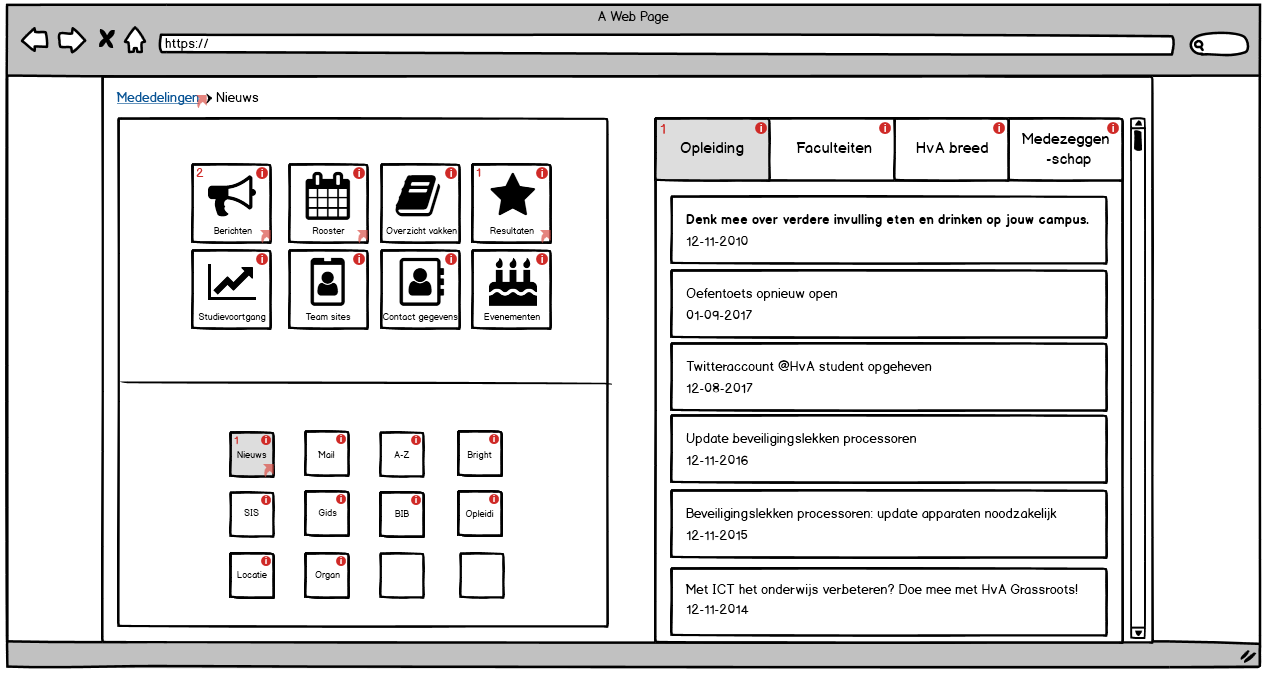 A Web Page
https://
Mededelingen Nieuws
2
Berichten
Rooster
Overzicht vakken
1
Resultaten
Studievoortgang
Team sites
Contact gegevens
Evenementen
1
Nieuws
Mail
A-Z
Bright
SIS
Gids
BIB
Opleidi
Locatie
Organ
1
Opleiding
Faculteiten
HvA breed
Medezeggen
-schap
Denk mee over verdere invulling eten en drinken op jouw campus.
12-11-2010
Oefentoets opnieuw open
01-09-2017
Twitteraccount @HvA student opgeheven
12-08-2017
Update beveiligingslekken processoren
12-11-2016
Beveiligingslekken processoren: update apparaten noodzakelijk
12-11-2015
Met ICT het onderwijs verbeteren? Doe mee met HvA Grassroots!
12-11-2014